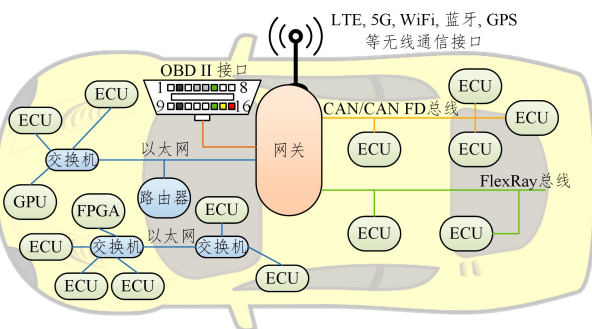 LTE, 5G, WiFi, 蓝牙, GPS
等无线通信接口
OBD II 接口
1 8
9 16
ECU
ECU
交换机
GPU
以太网
路由器
网关
CAN/CAN FD总线
ECU
ECU
ECU
ECU
FlexRay总线
ECU
ECU
FPGA
ECU
ECU
交换机
以太网
交换机
ECU
ECU
ECU